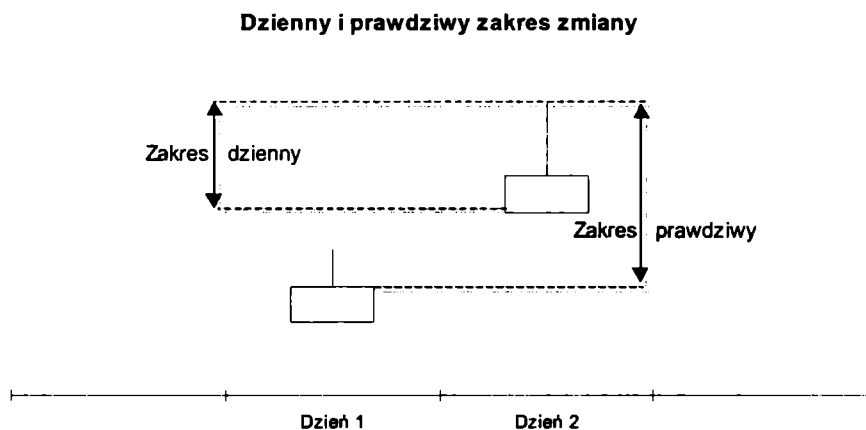 Dzienny i prawdziwy zakres zmiany
Zakres dzienny
Zakres prawdziwy
Dzień 1
Dzień 2